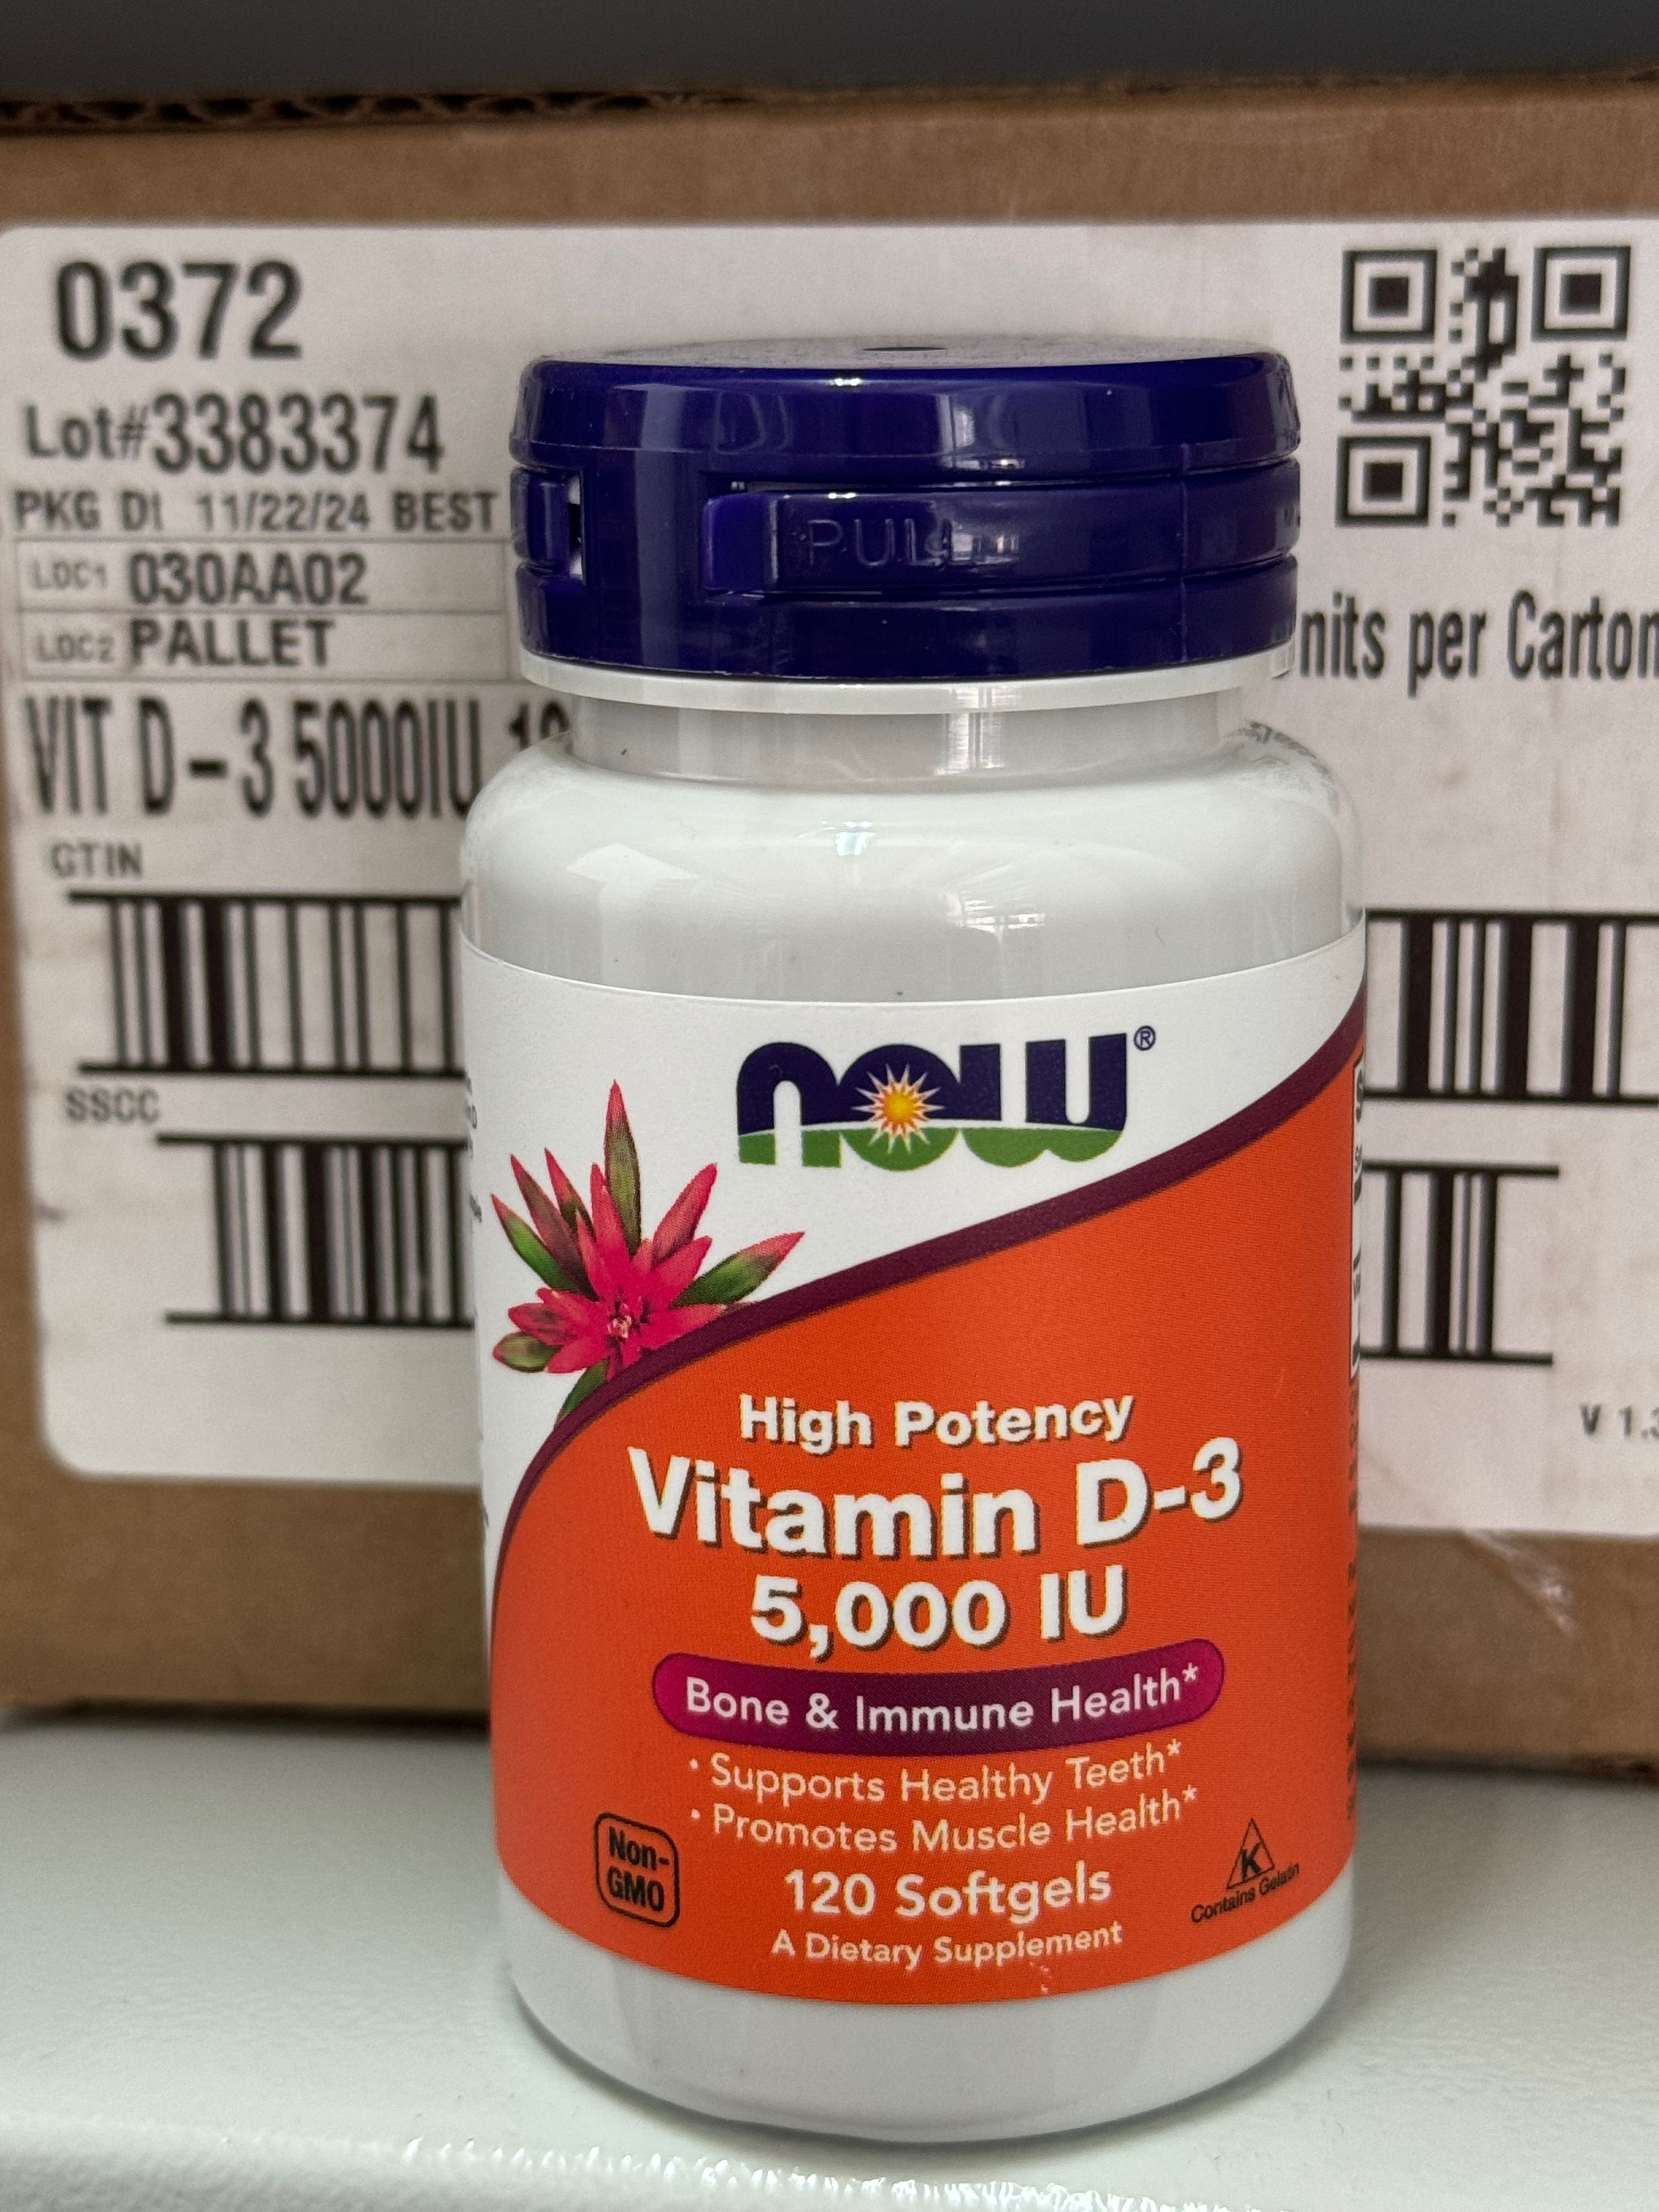 0372
Lot#3383374
PKG Dt 11/22/24 BEST
LOC1 030AA02
LOC2 PALLET
VIT D-3 5000IU
GTIN
SSCC
per Carton
PULL
now®
High Potency
Vitamin D-3
5,000 IU
Bone & Immune Health*
• Supports Healthy Teeth*
• Promotes Muscle Health*
Non-
GMO
120 Softgels
A Dietary Supplement
K
Contains Gelatin